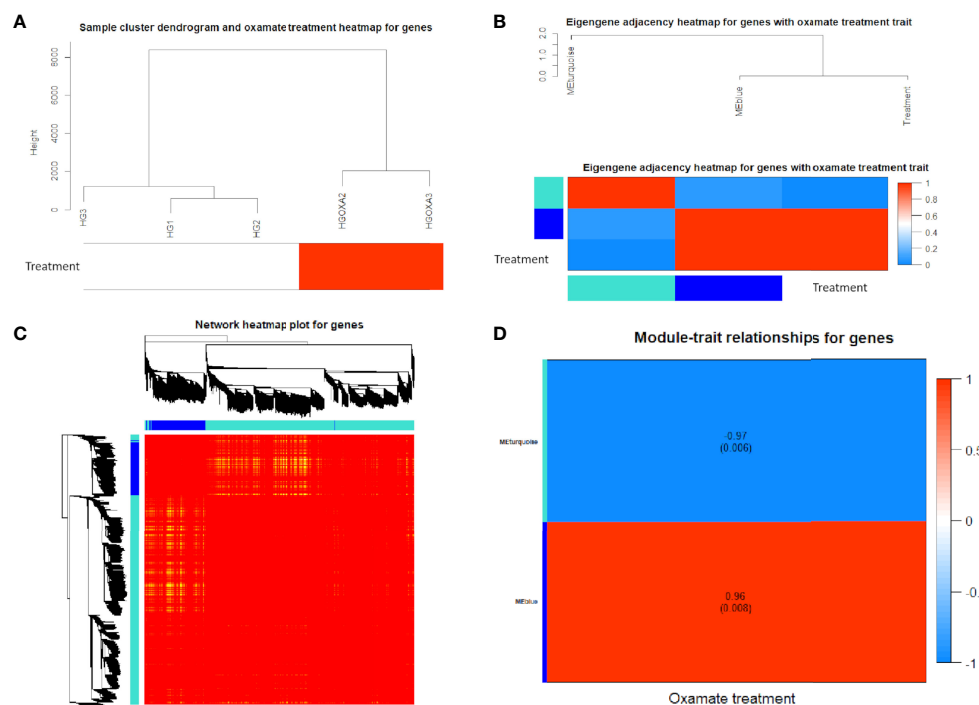 A
Sample cluster dendrogram and oxamate treatment heatmap for genes
Height
8000
6000
4000
2000
0
HG3
HG1
HG2
HGOXA2
HGOXA3
Treatment
B
Eigengene adjacency heatmap for genes with oxamate treatment trait
2.0
1.0
0.0
MEturquoise
MEblue
Treatment
Eigengene adjacency heatmap for genes with oxamate treatment trait
1
0.8
0.6
0.4
0.2
0
Treatment
Treatment
C
Network heatmap plot for genes
D
Module-trait relationships for genes
MEturquoise
-0.97
(0.006)
MEblue
0.96
(0.008)
1
0.5
0
-0.5
-1
Oxamate treatment